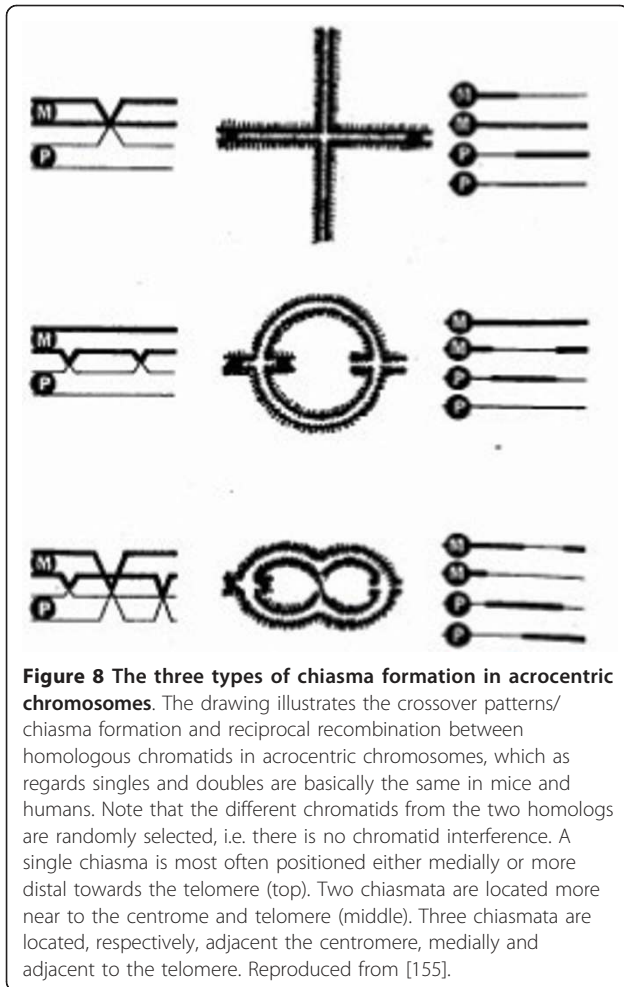 M
P
M
M
P
P
M
P
M
M
P
P
M
P
M
M
P
P
Figure 8 The three types of chiasma formation in acrocentric
chromosomes. The drawing illustrates the crossover patterns/
chiasma formation and reciprocal recombination between
homologous chromatids in acrocentric chromosomes, which as
regards singles and doubles are basically the same in mice and
humans. Note that the different chromatids from the two homologs
are randomly selected, i.e. there is no chromatid interference. A
single chiasma is most often positioned either medially or more
distal towards the telomere (top). Two chiasmata are located more
near to the centrome and telomere (middle). Three chiasmata are
located, respectively, adjacent the centromere, medially and
adjacent to the telomere. Reproduced from [155].